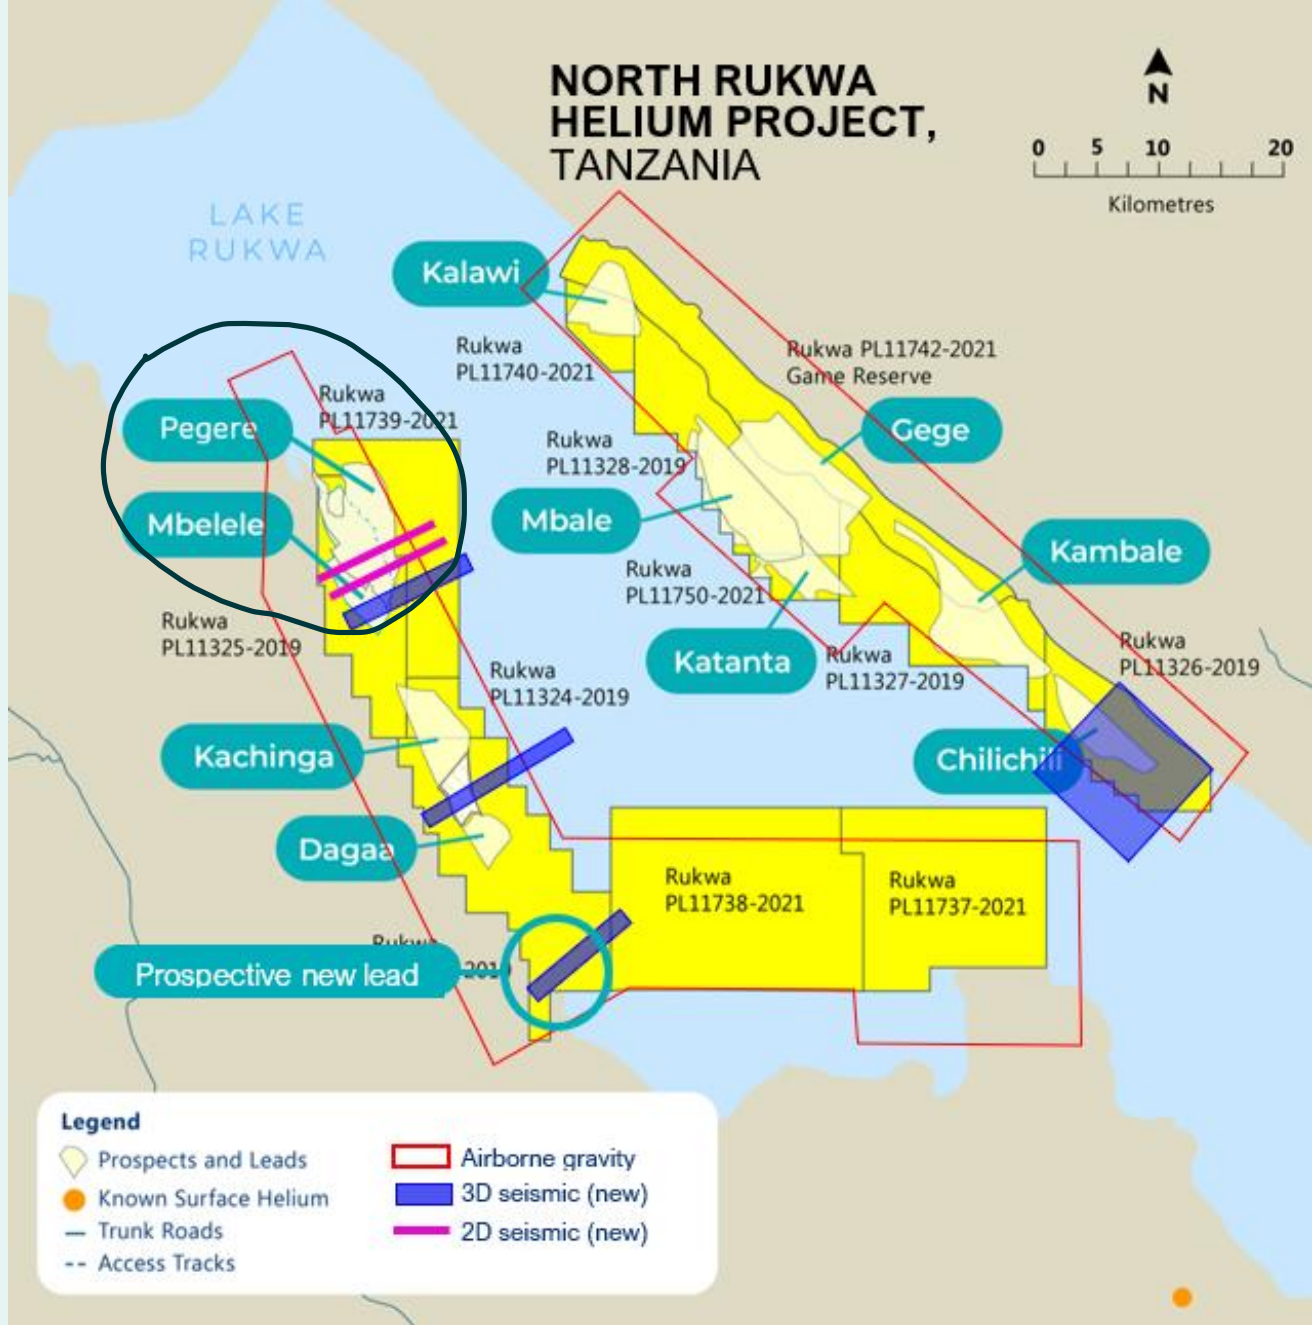 NORTH RUKWA
HELIUM PROJECT,
TANZANIA
N
0 5 10 20
Kilometres
LAKE
RUKWA
Kalawi
Rukwa
PL11740-2021
Rukwa PL11742-2021
Game Reserve
Rukwa
PL11739-2021
Pegere
Gege
Rukwa
PL11328-2019
Mbelele
Mbale
Kambale
Rukwa
PL11750-2021
Rukwa
PL11325-2019
Katanta
Rukwa
PL11327-2019
Rukwa
PL11326-2019
Rukwa
PL11324-2019
Kachinga
Chilichili
Dagaa
Rukwa
PL11738-2021
Rukwa
PL11737-2021
Rukwa
Prospective new lead
Legend
Prospects and Leads
Known Surface Helium
Trunk Roads
Access Tracks
Airborne gravity
3D seismic (new)
2D seismic (new)